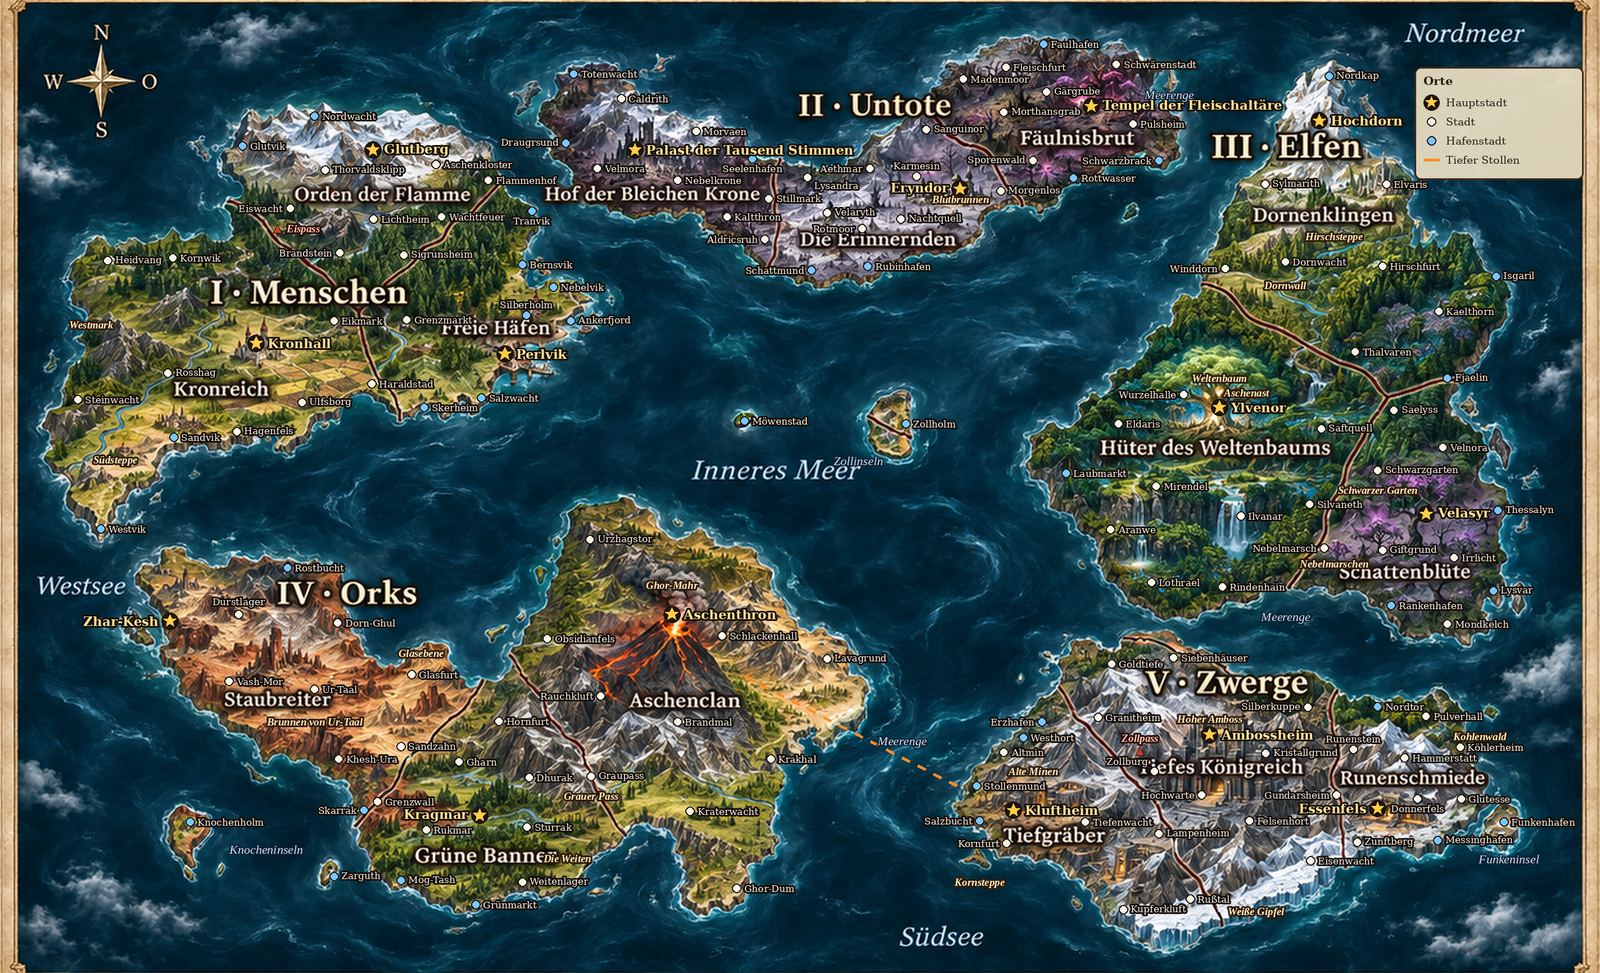 Nordmeer
N
W
O
S
Orte
Hauptstadt
Stadt
Hafenstadt
Tiefer Stollen
I · Menschen
Nordwacht
Glutvik
Glutberg
Thorvaldsklipp
Aschenkloster
Flammenhof
Orden der Flamme
Eiswacht
Lichtheim
Wachtfeuer
Tranvik
Eispass
Brandstein
Sigrunsheim
Heidvang
Kornwik
Bernsvik
Nebelvik
Silberholm
Ankerfjord
Eikmark
Grenzmarkt
Freie Häfen
Westmark
Kronhall
Perlvik
Rosshag
Kronreich
Haraldstad
Steinwacht
Ulfsborg
Salzwacht
Skerheim
Sandvik
Hagenfels
Südsteppe
Westvik
II · Untote
Totenwacht
Caldrith
Morvaen
Draugrsund
Palast der Tausend Stimmen
Velmora
Seelenhafen
Nebelkrone
Hof der Bleichen Krone
Stillmark
Kaltthron
Aldricsruh
Schattmund
Aethmar
Lysandra
Karmesin
Eryndor
Blutbrunnen
Velaryth
Nachtquell
Rotmoor
Die Erinnernden
Rubinhafen
Sanguinor
Sporenwald
Morgenlos
Faulhafen
Fleischfurt
Schwärenstadt
Madenmoor
Gärgrube
Meerenge
Morthansgrab
Tempel der Fleischaltäre
Pulsheim
Fäulnisbrut
Schwarzbrack
Rottwasser
III · Elfen
Nordkap
Hochdorn
Sylmarith
Elvaris
Dornenklingen
Hirschsteppe
Winddorn
Dornwacht
Hirschfurt
Isgaril
Dornwall
Kaelthorn
Thalvaren
Weltenbaum
Fjaelin
Wurzelhalle
Aschenast
Ylvenor
Saelyss
Eldaris
Saftquell
Hüter des Weltenbaums
Velnora
Laubmarkt
Schwarzgarten
Mirendel
Schwarzer Garten
Silvaneth
Velasyr
Thessalyn
Ilvanar
Aranwe
Nebelmarsch
Giftgrund
Irrlicht
Nebelmarschen
Schattenblüte
Lothrael
Rindenhain
Lysvar
Rankenhafen
Mondkelch
Meerenge
Möwenstad
Zollholm
Zollinseln
Inneres Meer
Westsee
IV · Orks
Rostbucht
Durstlager
Zhar-Kesh
Dorn-Ghul
Glasebene
Glasfurt
Vash-Mor
Ur-Taal
Staubreiter
Brunnen von Ur-Taal
Sandzahn
Khesh-Ura
Urzhagstor
Ghor-Mahr
Aschenthron
Obsidianfels
Schlackenhall
Lavagrund
Rauchkluft
Aschenclan
Hornfurt
Brandmal
Gharn
Krakhal
Dhurak
Graupass
Grauer Pass
Skarrak
Grenzwall
Kragmar
Kraterwacht
Rukmar
Sturrak
Grüne Banner
Die Weiten
Zarguth
Mog-Tash
Weitenlager
Grünmarkt
Ghor-Dum
Knochenholm
Knocheninseln
Meerenge
V · Zwerge
Goldtiefe
Siebenhäuser
Silberkuppe
Nordtor
Pulverhall
Erzhafen
Granitheim
Hoher Amboss
Ambossheim
Westhort
Zollpass
Runenstein
Kohlenwald
Köhlerheim
Altmin
Zollburg
Kristallgrund
Hammerstatt
Tiefes Königreich
Alte Minen
Runenschmiede
Stollenmund
Hochwarte
Gundarsheim
Glutesse
Kluftheim
Essenfels
Donnerfels
Salzbucht
Tiefenwacht
Felsenhort
Funkenhafen
Tiefgräber
Lampenheim
Kornfurt
Zunftberg
Messinghafen
Eisenwacht
Funkeninsel
Kornsteppe
Rußtal
Kupferkluft
Weiße Gipfel
Südsee